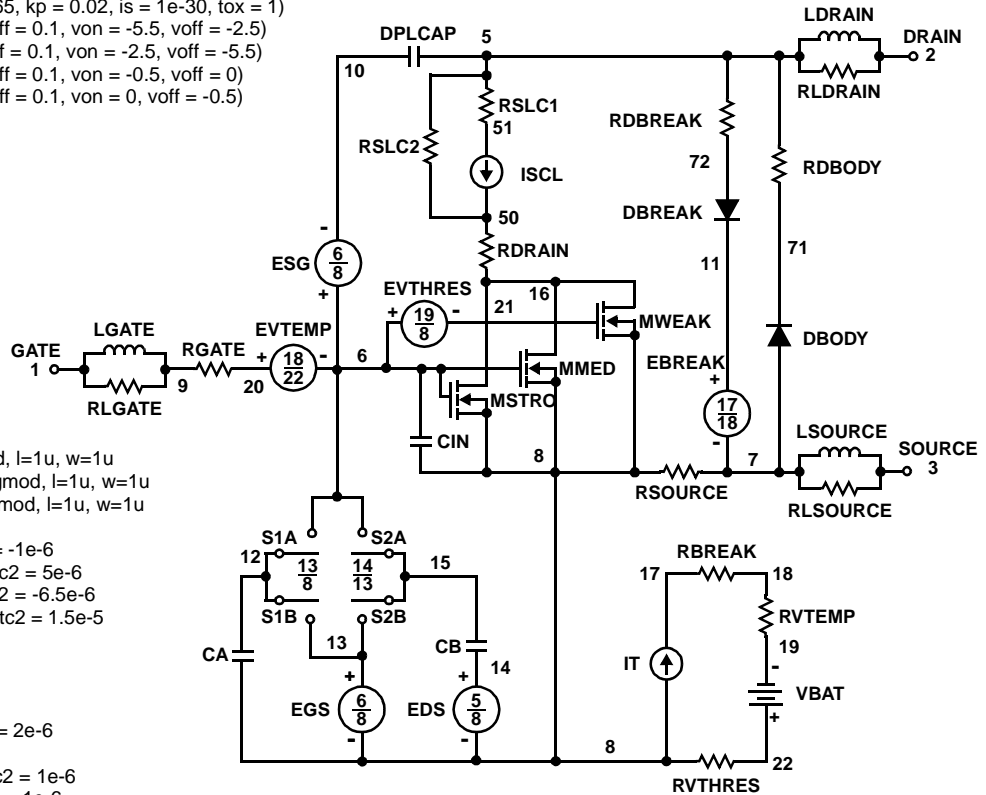 65, kp = 0.02, is = 1e-30, tox = 1)
ff = 0.1, von = -5.5, voff = -2.5)
ff = 0.1, von = -2.5, voff = -5.5)
ff = 0.1, von = -0.5, voff = 0)
ff = 0.1, von = 0, voff = -0.5)
LDRAIN
DPLCAP 5 DRAIN
10 2
RLDRAIN
RSLC1
51
RDBREAK
RSLC2
72 RDBODY
ISCL
DBREAK
50
- RDRAIN 71
ESG 6/8
11
+ EVTHRES 16
+ 19/8 - 21
MWEAK
LGATE EVTEMP
DBODY
GATE RGATE + 18/22 - 6
EBREAK
1 MMED
9 20 +
RLGATE MSTRO
17/18
CIN -
LSOURCE
d, l=1u, w=1u 8 7 SOURCE
3
gmod, l=1u, w=1u
RSOURCE
mod, l=1u, w=1u
RLSOURCE
= -1e-6
S1A S2A
RBREAK
12 13/8 14/13 15
17 18
c2 = 5e-6
2 = -6.5e-6
tc2 = 1.5e-5
S1B S2B
RVTEMP
13 CB 19
CA IT -
14
+ +
VBAT
EGS 6/8 EDS 5/8
+
= 2e-6
- - 8
22
c2 = 1e-6
RVTHRES